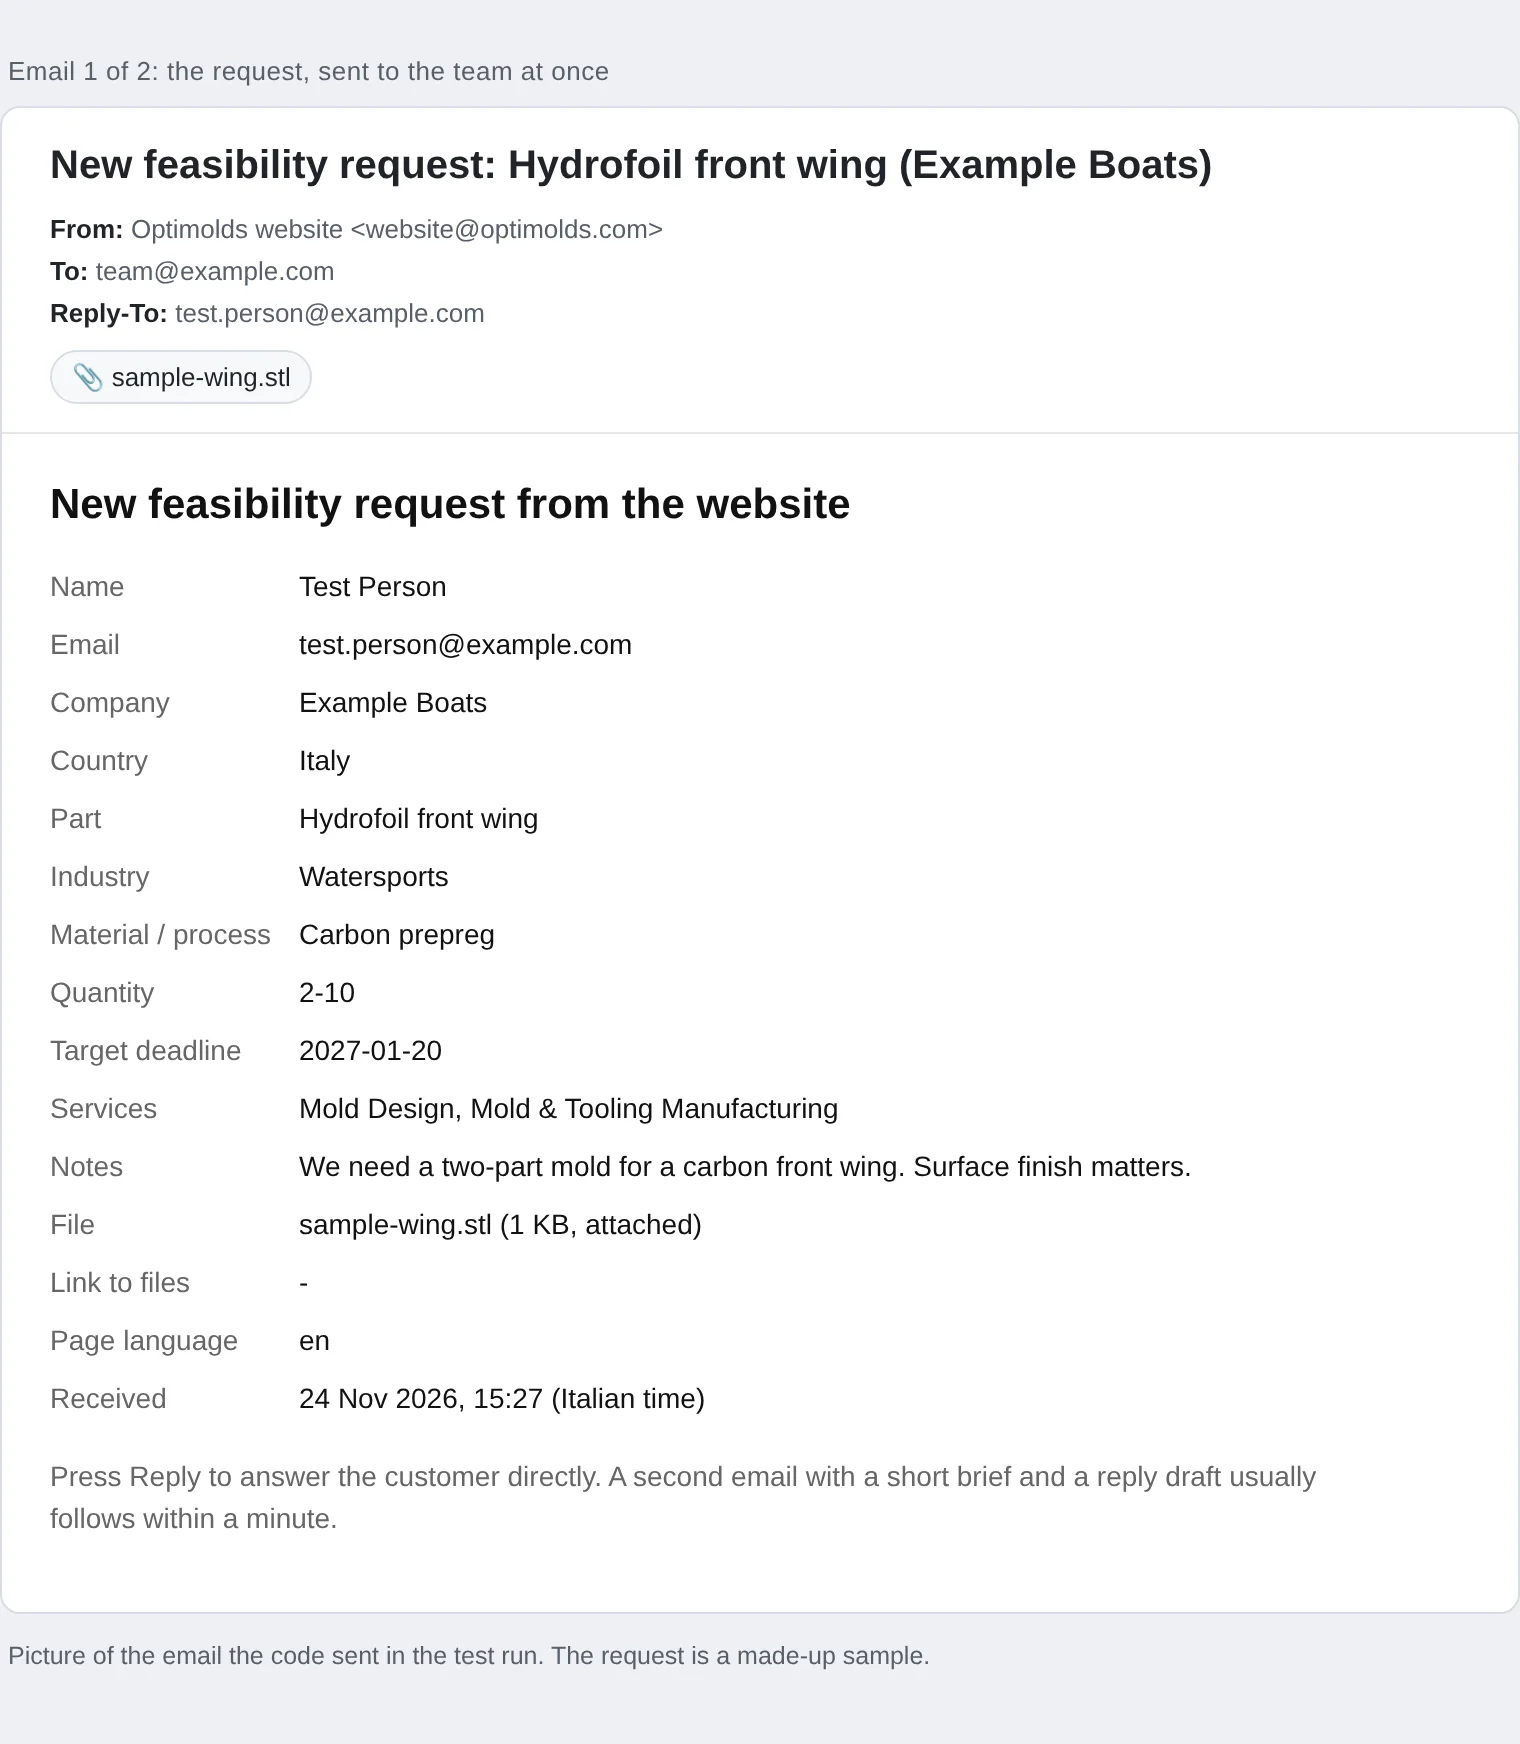 Email 1 of 2: the request, sent to the team at once
New feasibility request: Hydrofoil front wing (Example Boats)
From: Optimolds website <website@optimolds.com>
To: team@example.com
Reply-To: test.person@example.com
sample-wing.stl
New feasibility request from the website
Name Test Person
Email test.person@example.com
Company Example Boats
Country Italy
Part Hydrofoil front wing
Industry Watersports
Material / process Carbon prepreg
Quantity 2-10
Target deadline 2027-01-20
Services Mold Design, Mold & Tooling Manufacturing
Notes We need a two-part mold for a carbon front wing. Surface finish matters.
File sample-wing.stl (1 KB, attached)
Link to files -
Page language en
Received 24 Nov 2026, 15:27 (Italian time)
Press Reply to answer the customer directly. A second email with a short brief and a reply draft usually
follows within a minute.
Picture of the email the code sent in the test run. The request is a made-up sample.